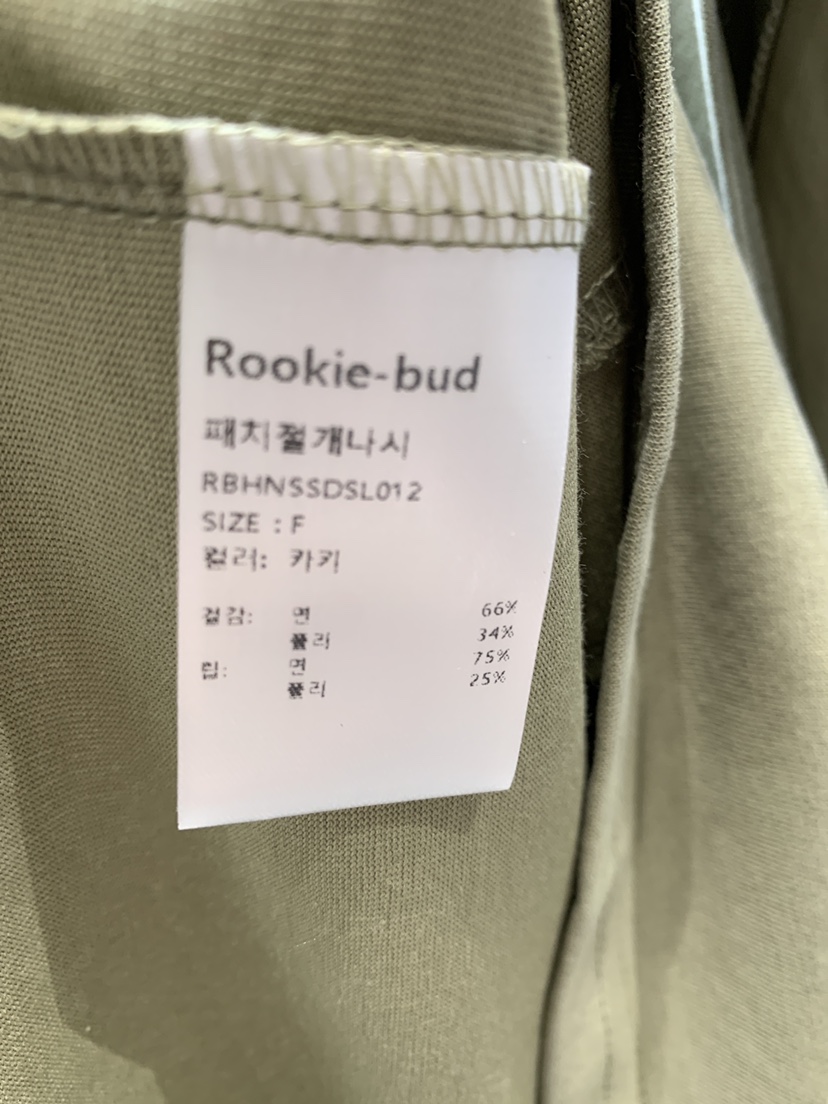 Rookie-bud
패치절개나시
RBHNSSDSL012
SIZE : F
컬러: 카키
겉감: 면 66%
폴리 34%
립: 면 75%
폴리 25%